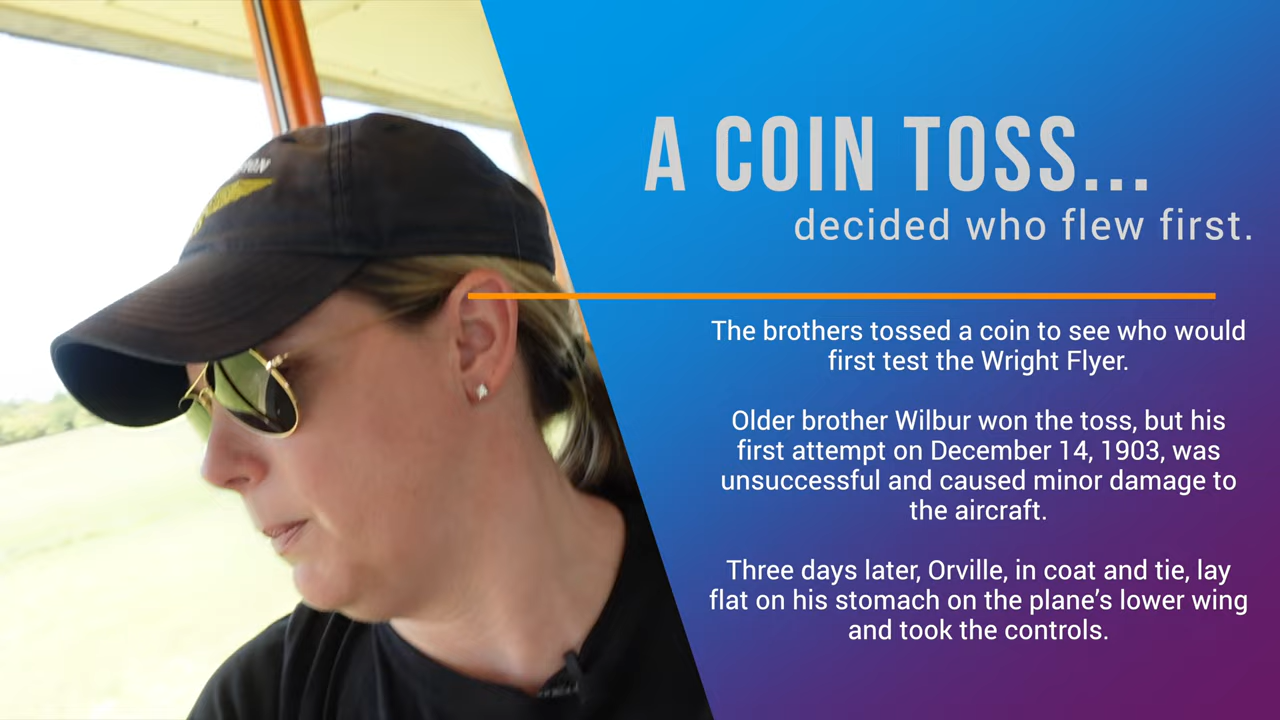 A COIN TOSS...
decided who flew first.
The brothers tossed a coin to see who would
first test the Wright Flyer.
Older brother Wilbur won the toss, but his
first attempt on December 14, 1903, was
unsuccessful and caused minor damage to
the aircraft.
Three days later, Orville, in coat and tie, lay
flat on his stomach on the plane’s lower wing
and took the controls.